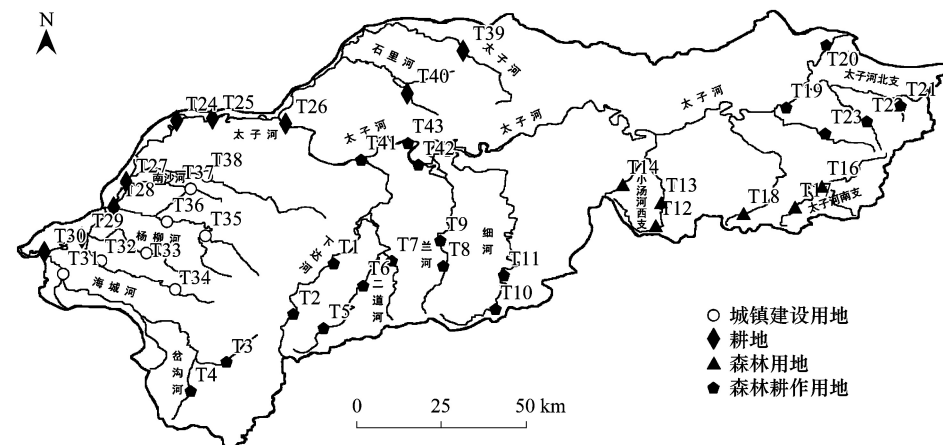 N
T39
太子河
石里河
T40
T20
太子河北支
T21
T19
T22
T23
太子河
T24
T25
T26
太子河
太子河
T43
太子河
T41
T42
T38
T27
南沙河
T37
T28
T14
T16
小汤河西支
T13
T17
T36
T29
T12
T18
太子河南支
T35
T9
T30
杨柳河
T32
T33
下达河
T1
T7
兰河
T8
细河
T31
T6
T11
海城河
T34
二道河
T10
T2
T5
T3
岔沟河
T4
城镇建设用地
耕地
森林用地
森林耕作用地
0 25 50 km